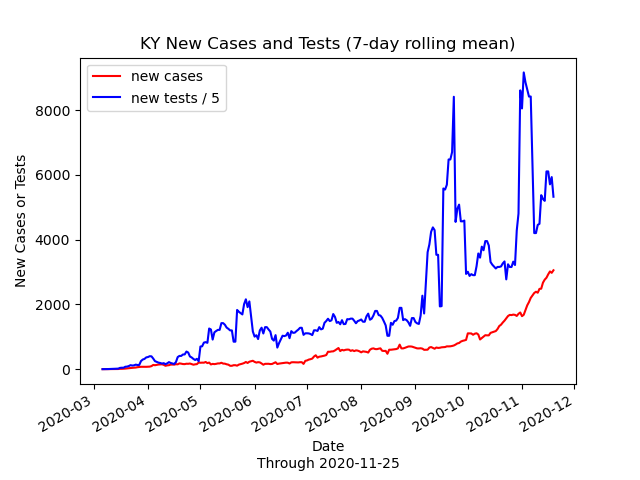 KY New Cases and Tests (7-day rolling mean)
new cases
new tests / 5
New Cases or Tests
8000
6000
4000
2000
0
2020-03
2020-04
2020-05
2020-06
2020-07
2020-08
2020-09
2020-10
2020-11
2020-12
Date
Through 2020-11-25